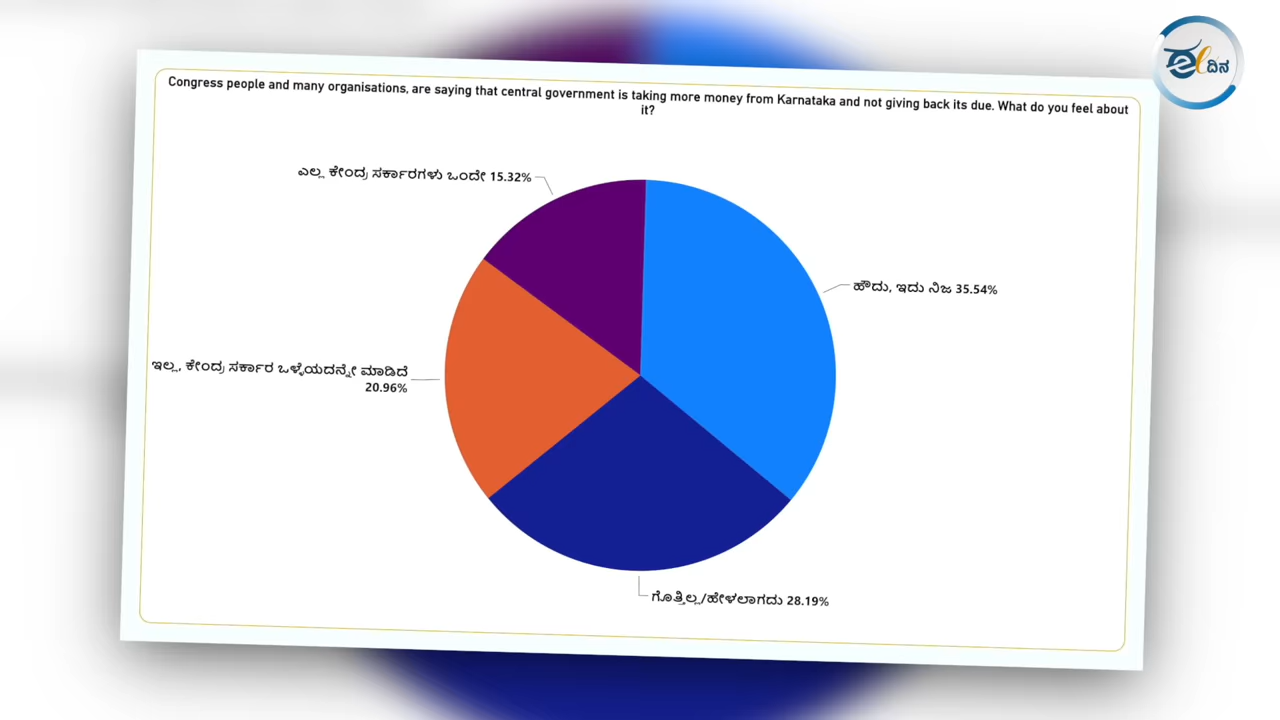 ಈ ದಿನ
Congress people and many organisations, are saying that central government is taking more money from Karnataka and not giving back its due. What do you feel about
it?
ಎಲ್ಲ ಕೇಂದ್ರ ಸರ್ಕಾರಗಳು ಒಂದೇ 15.32%
ಹೌದು, ಇದು ನಿಜ 35.54%
ಇಲ್ಲ, ಕೇಂದ್ರ ಸರ್ಕಾರ ಒಳ್ಳೆಯದನ್ನೇ ಮಾಡಿದೆ
20.96%
ಗೊತ್ತಿಲ್ಲ/ಹೇಳಲಾಗದು 28.19%